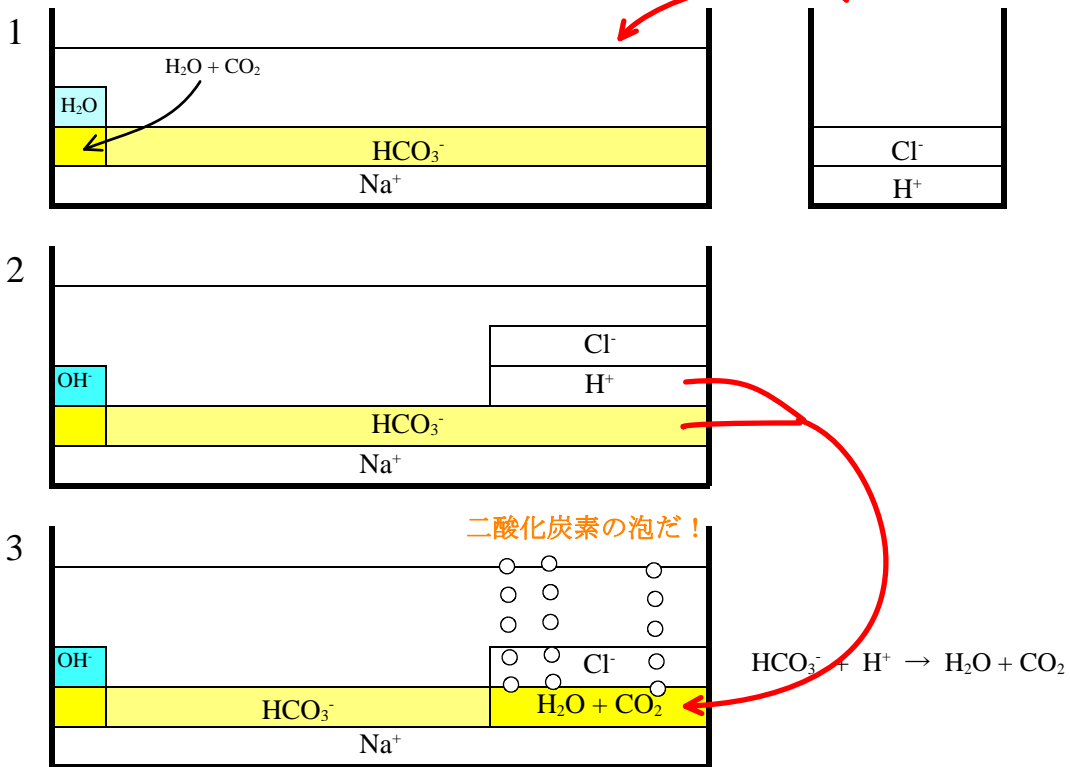 1
H₂O + CO₂
H₂O
HCO₃⁻
Na⁺
Cl⁻
H⁺
2
Cl⁻
OH⁻
H⁺
HCO₃⁻
Na⁺
二酸化炭素の泡だ！
3
OH⁻
Cl⁻
HCO₃⁻ + H⁺ → H₂O + CO₂
HCO₃⁻
H₂O + CO₂
Na⁺